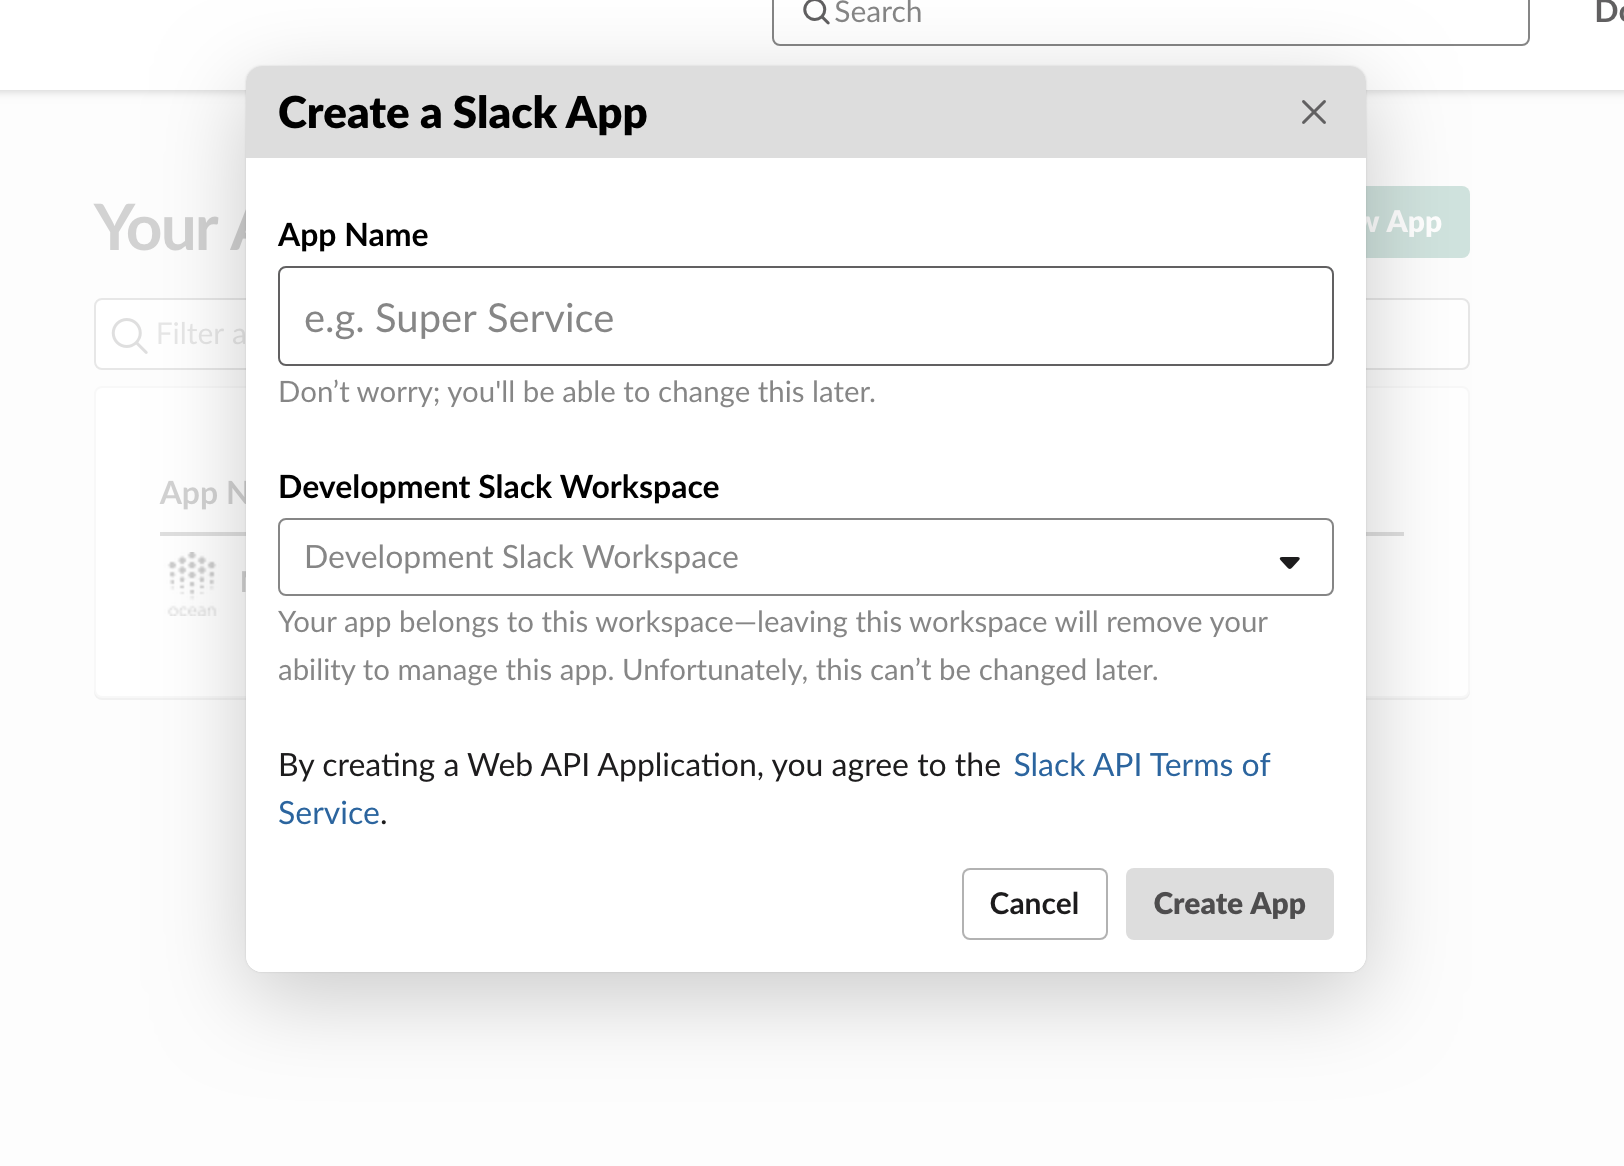 Search
Create a Slack App
Your
App
App Name
e.g. Super Service
Filter
Don’t worry; you'll be able to change this later.
App
Development Slack Workspace
Development Slack Workspace
ocean
Your app belongs to this workspace—leaving this workspace will remove your
ability to manage this app. Unfortunately, this can’t be changed later.
By creating a Web API Application, you agree to the Slack API Terms of
Service.
Cancel
Create App